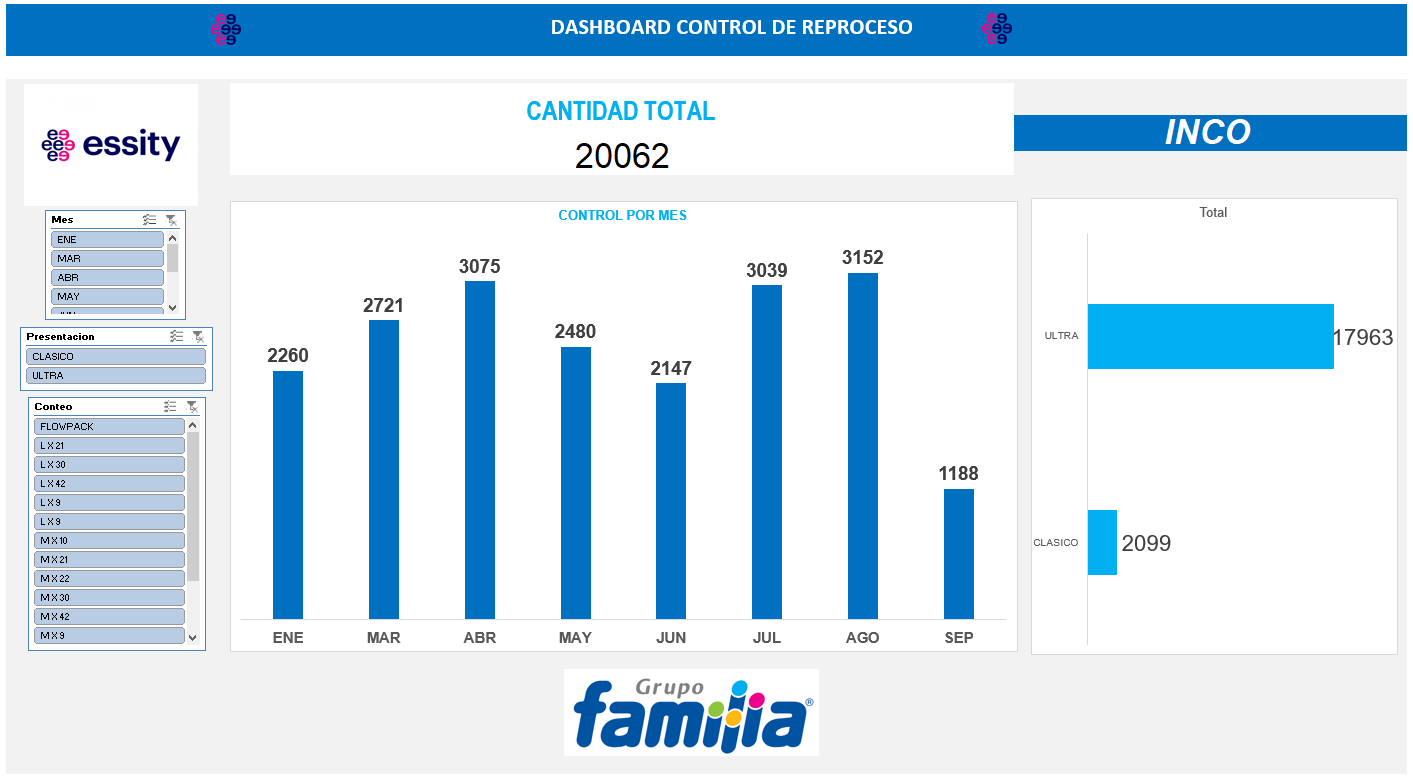 DASHBOARD CONTROL DE REPROCESO
essity
CANTIDAD TOTAL
20062
INCO
Mes
ENE
MAR
ABR
MAY
JUN
Presentacion
CLASICO
ULTRA
Conteo
FLOWPACK
L X 21
L X 30
L X 42
L X 9
L X 9
M X 10
M X 21
M X 22
M X 30
M X 42
M X 9
CONTROL POR MES
2260
2721
3075
2480
2147
3039
3152
1188
ENE MAR ABR MAY JUN JUL AGO SEP
Total
ULTRA 17963
CLASICO 2099
Grupo
familia®